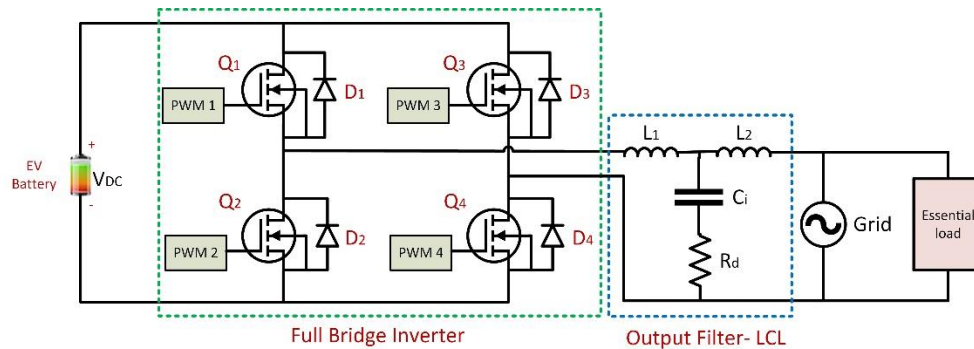 Q1
Q3
PWM 1
D1
PWM 3
D3
L1
L2
+
EV
Battery
VDC
-
Q2
Q4
Ci
Grid
Essential
load
PWM 2
D2
PWM 4
D4
Rd
Full Bridge Inverter
Output Filter- LCL